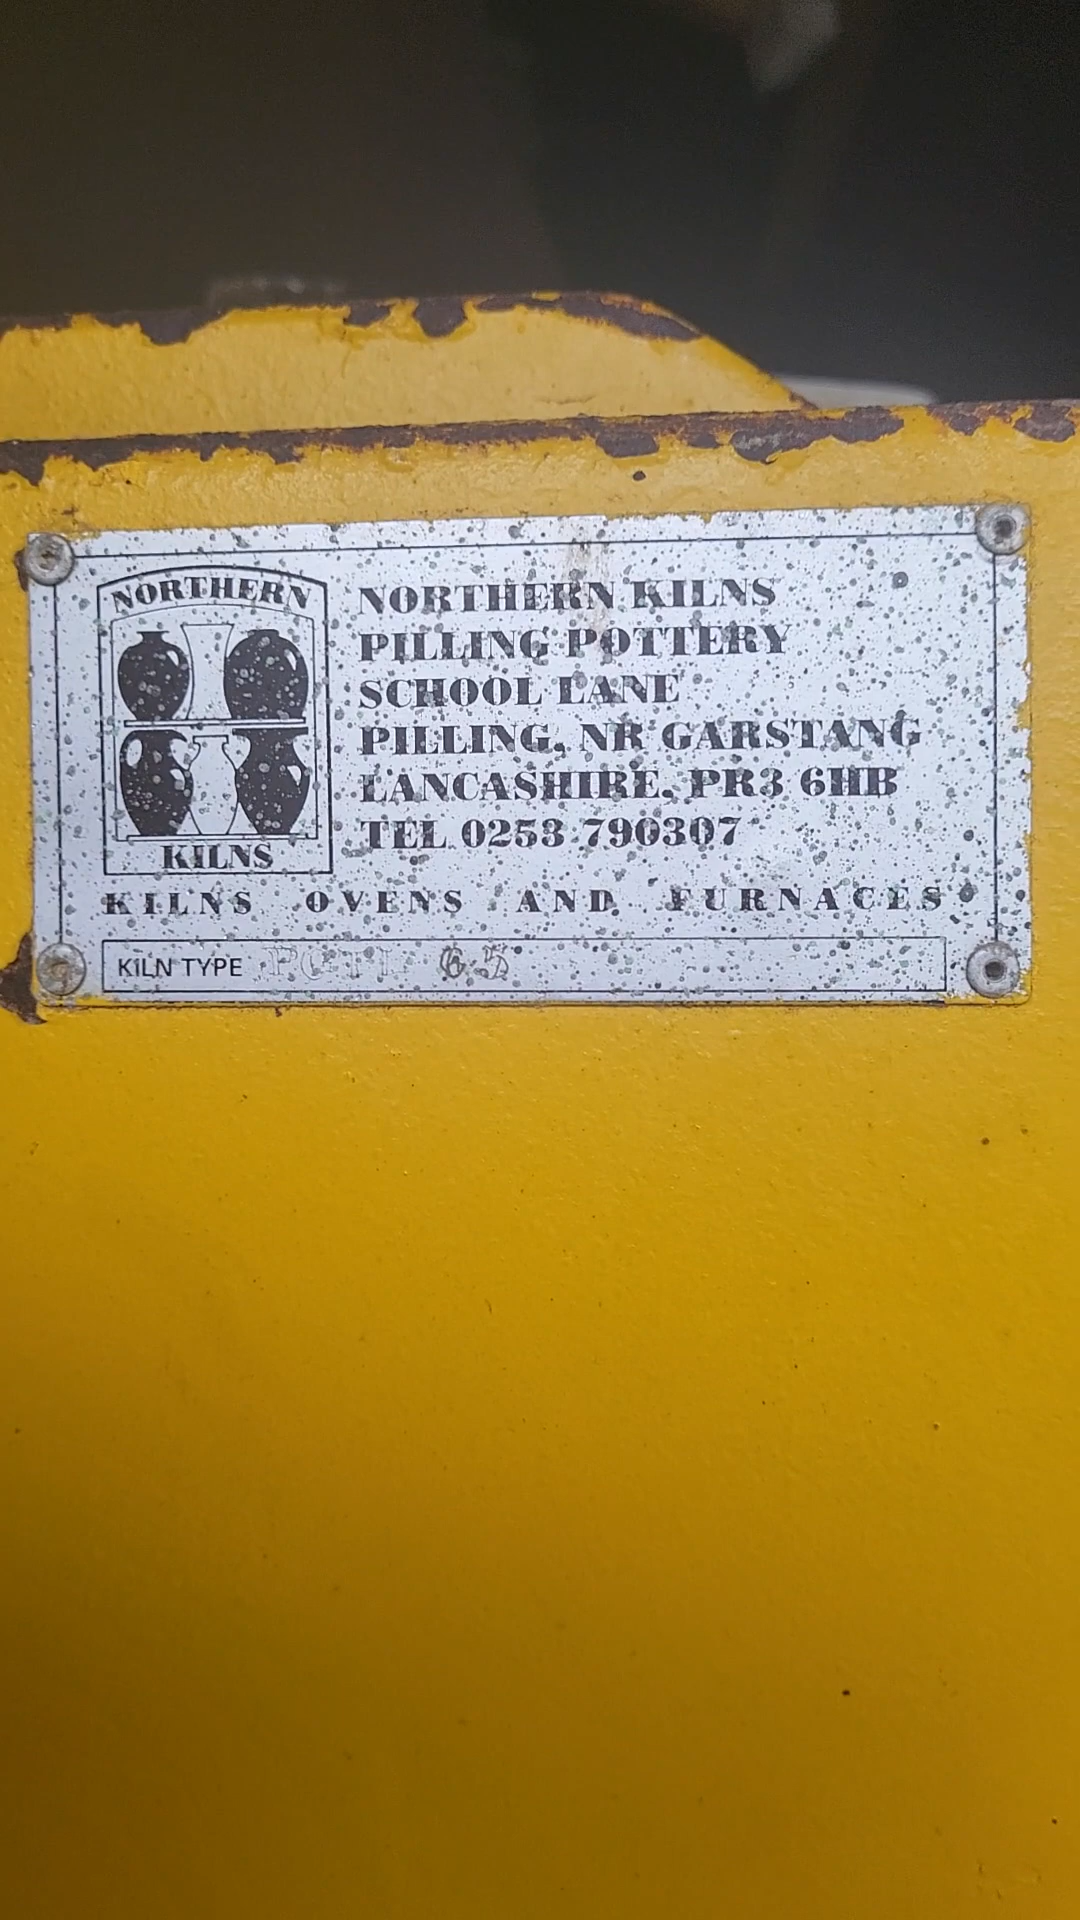 NORTHERN
KILNS
NORTHERN KILNS
PILLING POTTERY
SCHOOL LANE
PILLING, NR GARSTANG
LANCASHIRE, PR3 6HB
TEL 0253 790307
KILNS OVENS AND FURNACES
KILN TYPE 65